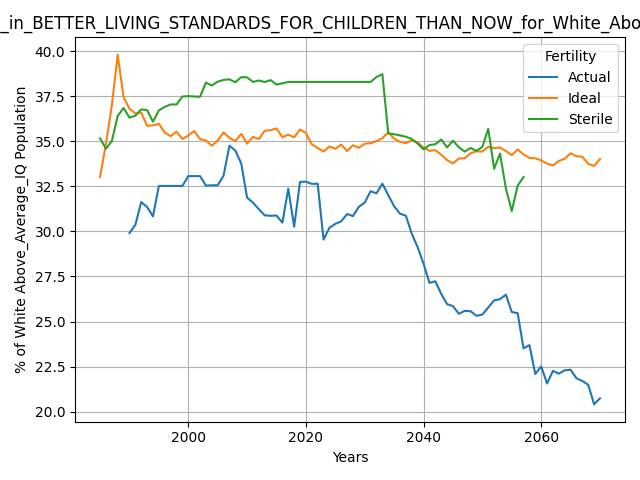 _in_BETTER_LIVING_STANDARDS_FOR_CHILDREN_THAN_NOW_for_White_Abo
40.0
37.5
35.0
32.5
30.0
27.5
25.0
22.5
20.0
% of White Above_Average_IQ Population
Fertility
Actual
Ideal
Sterile
2000
2020
2040
2060
Years